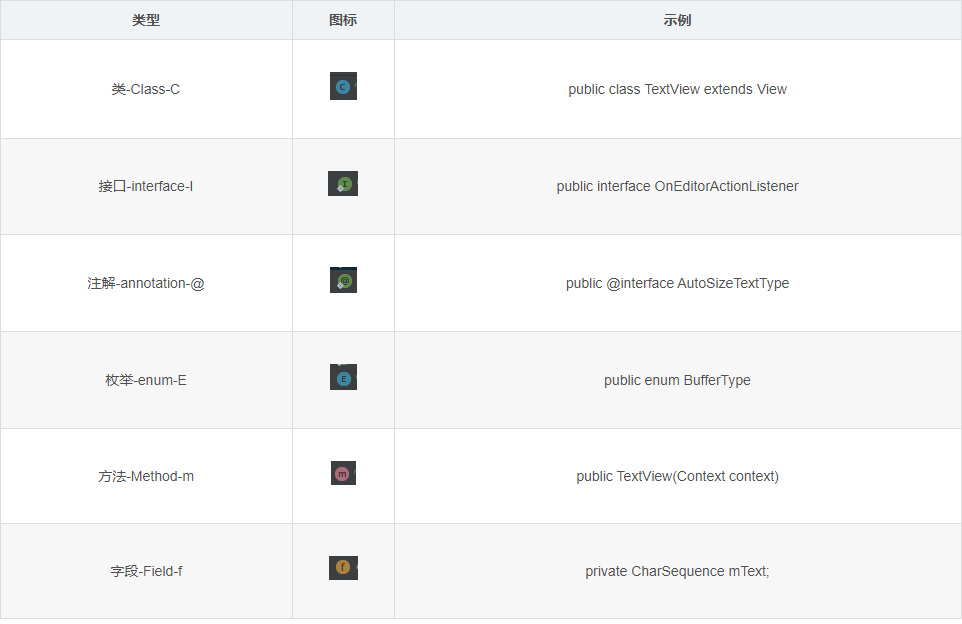 类型 图标 示例
类-Class-C C public class TextView extends View
接口-interface-I I public interface OnEditorActionListener
注解-annotation-@ @ public @interface AutoSizeTextType
枚举-enum-E E public enum BufferType
方法-Method-m m public TextView(Context context)
字段-Field-f f private CharSequence mText;